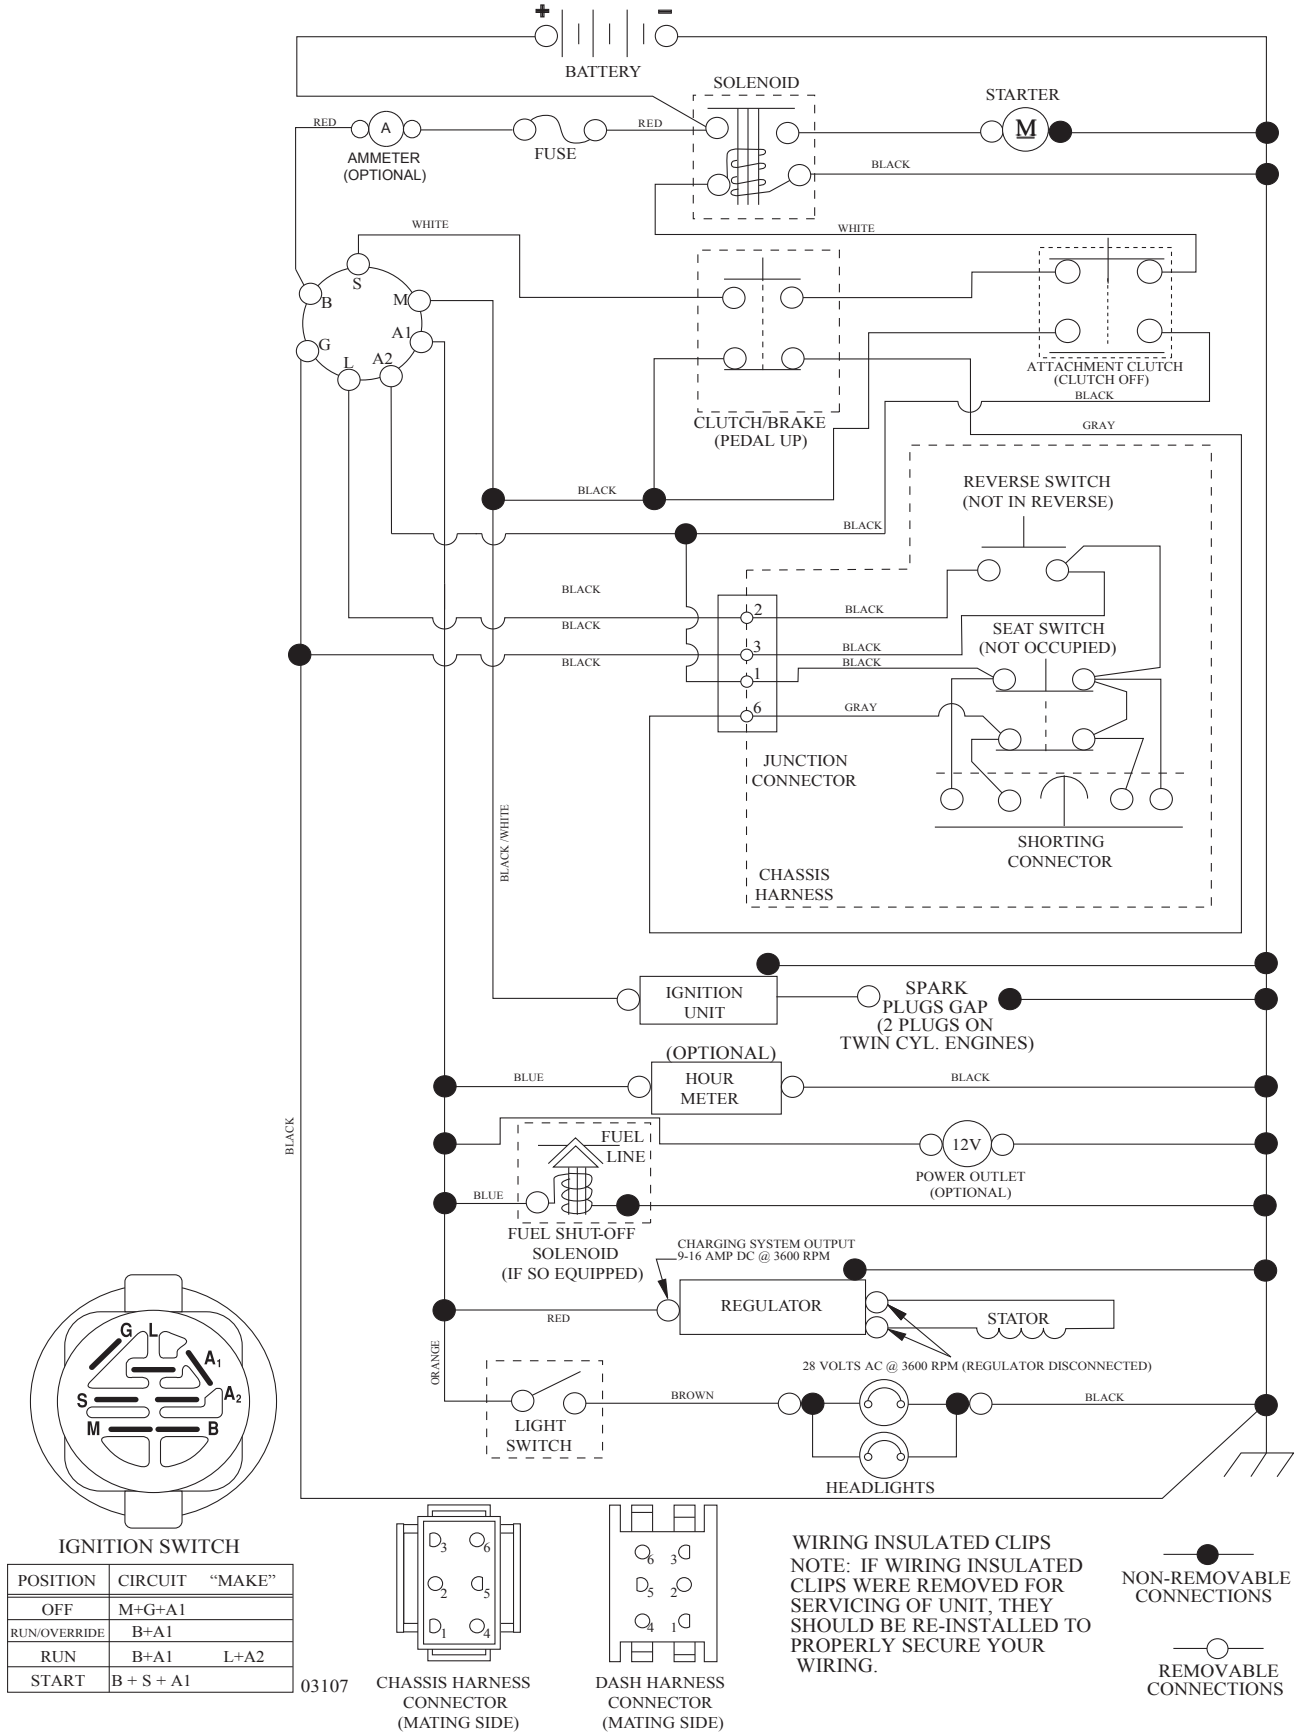 + −
BATTERY
SOLENOID
STARTER
RED
A
RED
M
AMMETER
(OPTIONAL)
FUSE
BLACK
WHITE
WHITE
S
B
M
A1
G
L
A2
ATTACHMENT CLUTCH
(CLUTCH OFF)
BLACK
CLUTCH/BRAKE
(PEDAL UP)
GRAY
REVERSE SWITCH
(NOT IN REVERSE)
BLACK
BLACK
BLACK
2
BLACK
BLACK
SEAT SWITCH
(NOT OCCUPIED)
3
BLACK
BLACK
BLACK
1
6
GRAY
JUNCTION
CONNECTOR
BLACK /WHITE
SHORTING
CONNECTOR
CHASSIS
HARNESS
IGNITION
UNIT
SPARK
PLUGS GAP
(2 PLUGS ON
TWIN CYL. ENGINES)
(OPTIONAL)
BLUE
HOUR
METER
BLACK
BLACK
FUEL
LINE
12V
POWER OUTLET
(OPTIONAL)
BLUE
FUEL SHUT-OFF
SOLENOID
(IF SO EQUIPPED)
CHARGING SYSTEM OUTPUT
9-16 AMP DC @ 3600 RPM
RED
REGULATOR
STATOR
28 VOLTS AC @ 3600 RPM (REGULATOR DISCONNECTED)
ORANGE
LIGHT
SWITCH
BROWN
BLACK
HEADLIGHTS
G L
A1
S
A2
M
B
IGNITION SWITCH
POSITION CIRCUIT “MAKE”
OFF M+G+A1
RUN/OVERRIDE B+A1
RUN B+A1 L+A2
START B + S + A1
03107
3 6
2 5
1 4
CHASSIS HARNESS
CONNECTOR
(MATING SIDE)
6 3
5 2
4 1
DASH HARNESS
CONNECTOR
(MATING SIDE)
WIRING INSULATED CLIPS
NOTE: IF WIRING INSULATED
CLIPS WERE REMOVED FOR
SERVICING OF UNIT, THEY
SHOULD BE RE-INSTALLED TO
PROPERLY SECURE YOUR
WIRING.
NON-REMOVABLE
CONNECTIONS
REMOVABLE
CONNECTIONS